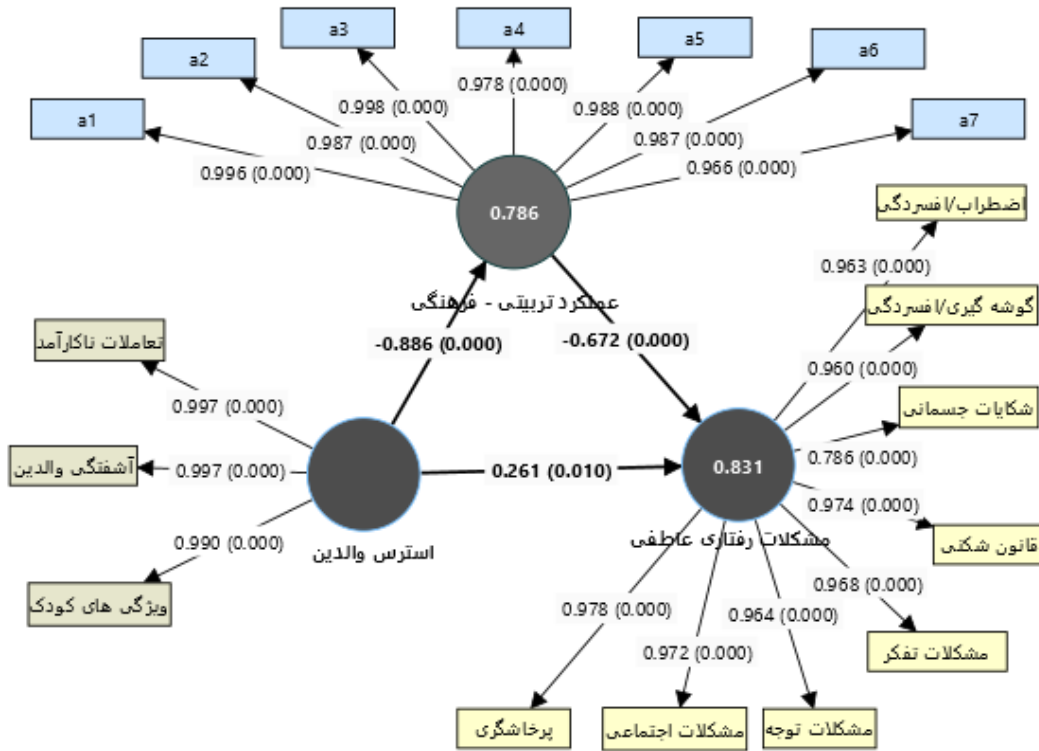 a1
a2
a3
a4
a5
a6
a7
0.996 (0.000)
0.987 (0.000)
0.998 (0.000)
0.978 (0.000)
0.988 (0.000)
0.987 (0.000)
0.966 (0.000)
0.786
عملکرد تربیتی - فرهنگی
-0.886 (0.000)
-0.672 (0.000)
تعاملات ناکارآمد
0.997 (0.000)
آشفتگی والدین
0.997 (0.000)
ویژگی های کودک
0.990 (0.000)
استرس والدین
0.261 (0.010)
0.831
مشکلات رفتاری عاطفی
اضطراب/افسردگی
0.963 (0.000)
گوشه گیری/افسردگی
0.960 (0.000)
شکایات جسمانی
0.786 (0.000)
قانون شکنی
0.974 (0.000)
مشکلات تفکر
0.968 (0.000)
مشکلات توجه
0.964 (0.000)
مشکلات اجتماعی
0.972 (0.000)
پرخاشگری
0.978 (0.000)